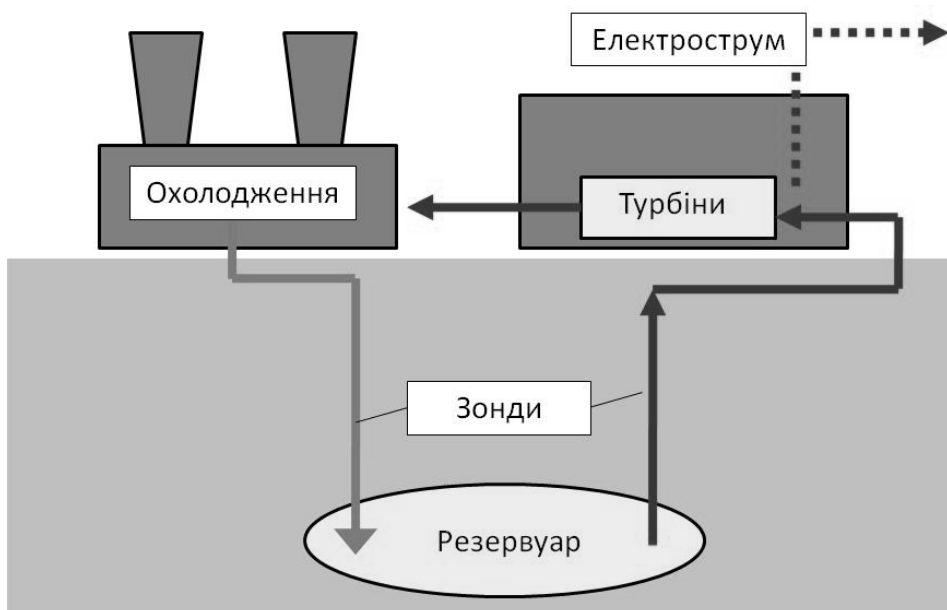 Електрострум
Охолодження
Турбіни
Зонди
Резервуар